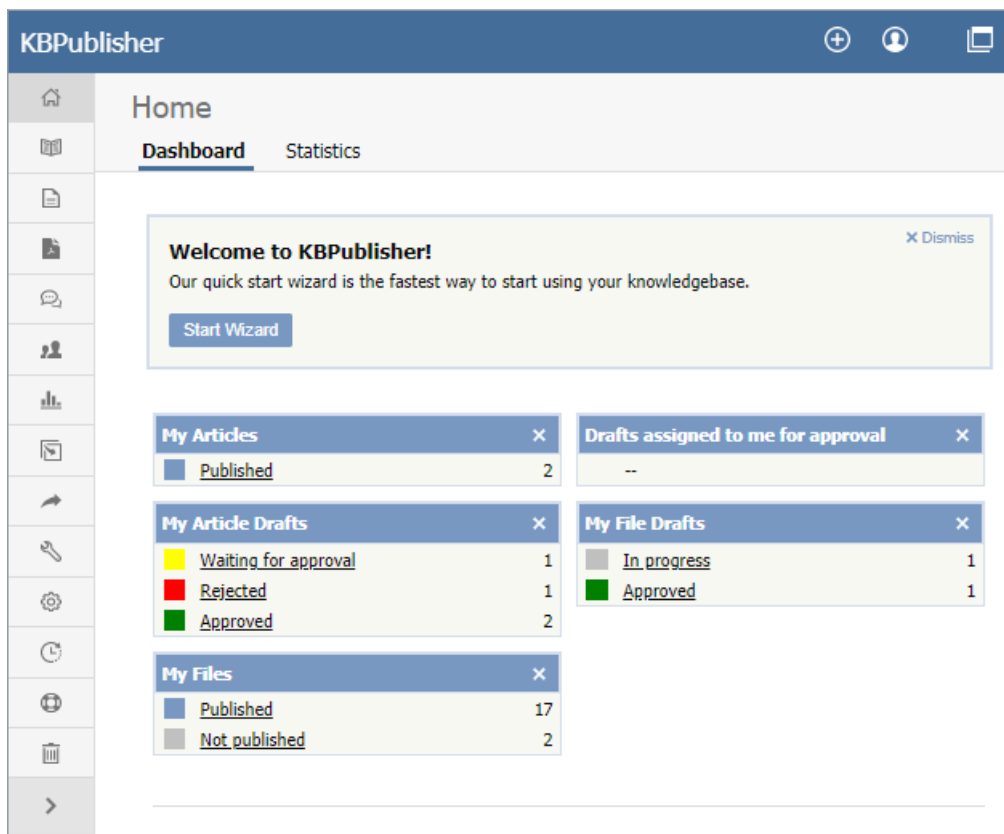 KBPublisher
Home
Dashboard Statistics
Welcome to KBPublisher!
× Dismiss
Our quick start wizard is the fastest way to start using your knowledgebase.
Start Wizard
My Articles ×
Published 2
Drafts assigned to me for approval ×
--
My Article Drafts ×
Waiting for approval 1
Rejected 1
Approved 2
My File Drafts ×
In progress 1
Approved 1
My Files ×
Published 17
Not published 2